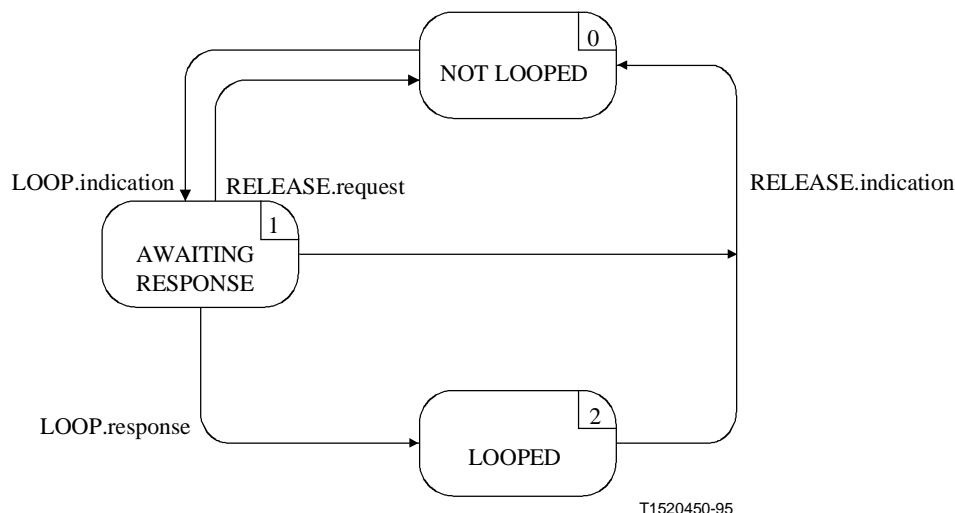 0
NOT LOOPED
LOOP.indication
RELEASE.request
RELEASE.indication
1
AWAITING
RESPONSE
LOOP.response
2
LOOPED
T1520450-95